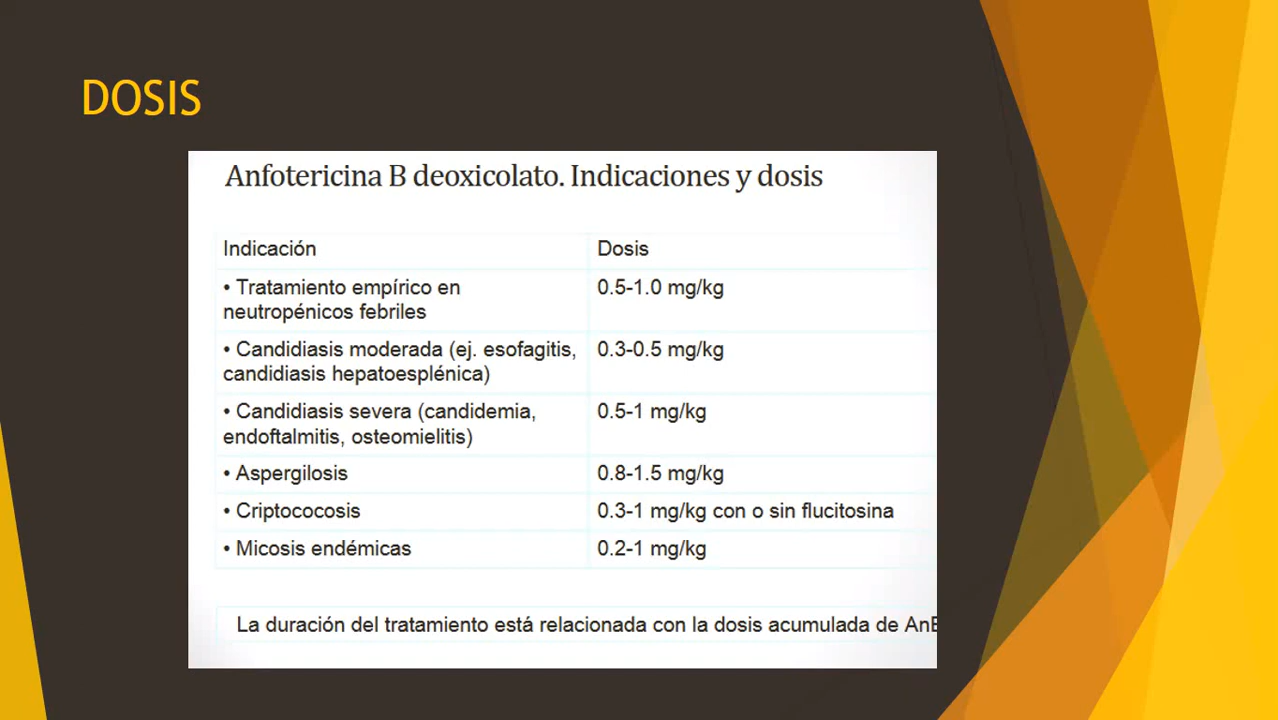 DOSIS
Anfotericina B deoxicolato. Indicaciones y dosis
Indicación Dosis
• Tratamiento empírico en 0.5-1.0 mg/kg
neutropénicos febriles
• Candidiasis moderada (ej. esofagitis, 0.3-0.5 mg/kg
candidiasis hepatoesplénica)
• Candidiasis severa (candidemia, 0.5-1 mg/kg
endoftalmitis, osteomielitis)
• Aspergilosis 0.8-1.5 mg/kg
• Criptococosis 0.3-1 mg/kg con o sin flucitosina
• Micosis endémicas 0.2-1 mg/kg
La duración del tratamiento está relacionada con la dosis acumulada de